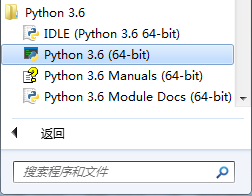 Python 3.6
IDLE (Python 3.6 64-bit)
Python 3.6 (64-bit)
Python 3.6 Manuals (64-bit)
Python 3.6 Module Docs (64-bit)
返回
搜索程序和文件